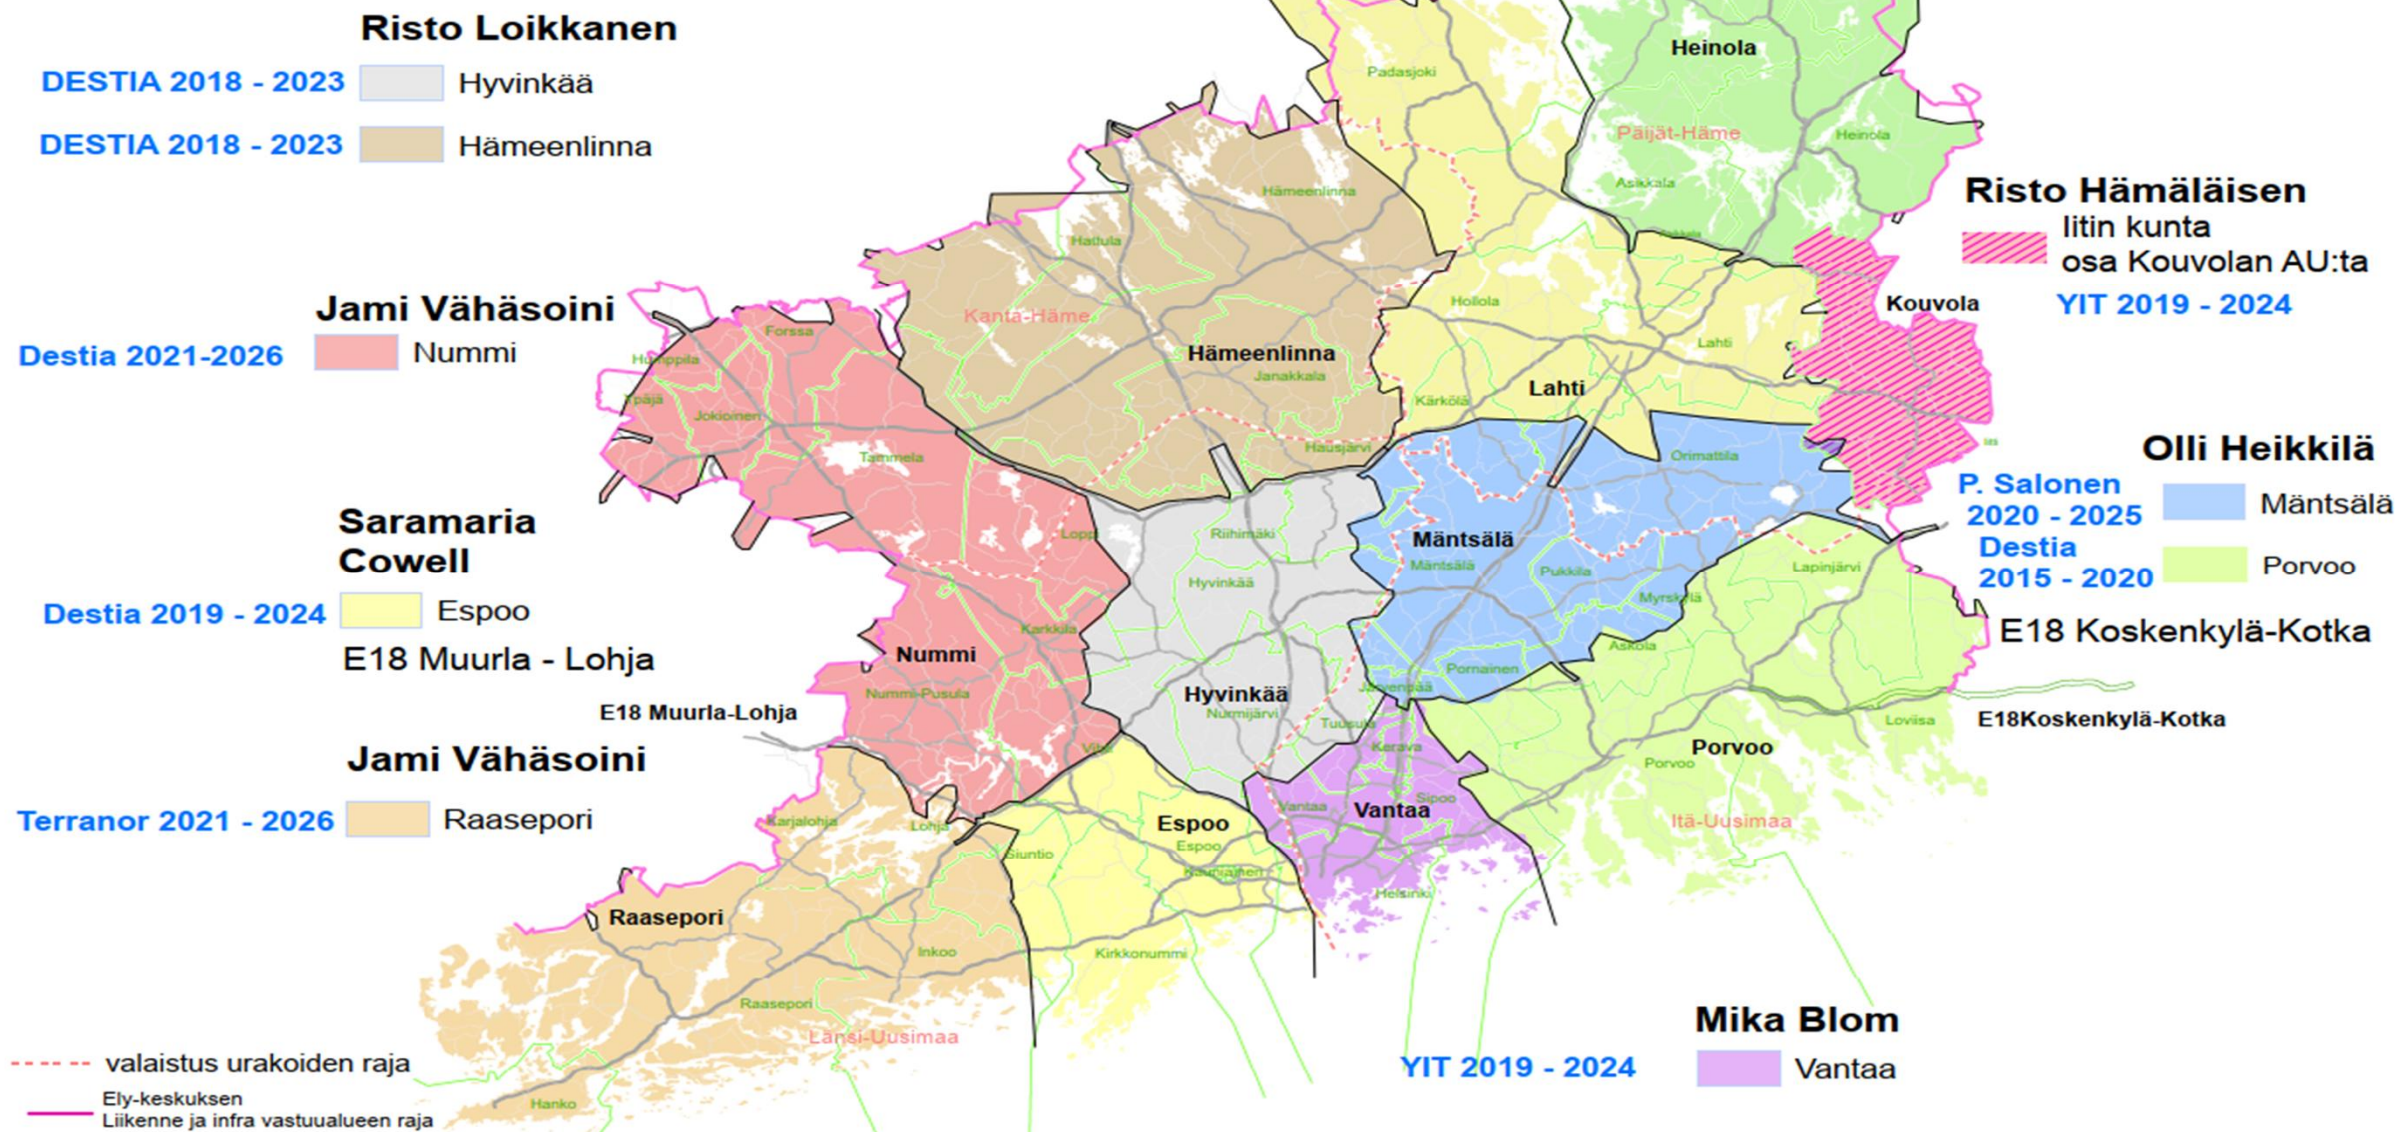 Risto Loikkanen
DESTIA 2018 - 2023
Hyvinkää
DESTIA 2018 - 2023
Hämeenlinna
Jami Vähäsoini
Destia 2021-2026
Nummi
Saramaria
Cowell
Destia 2019 - 2024
Espoo
E18 Muurla - Lohja
E18 Muurla-Lohja
Jami Vähäsoini
Terranor 2021 - 2026
Raasepori
valaistus urakoiden raja
Ely-keskuksen
Liikenne ja infra vastuualueen raja
Padasjoki
Heinola
Päijät-Häme
Heinola
Asikkala
Hämeenlinna
Hattula
Kanta-Häme
Hollola
Kouvola
Forssa
Humppila
Ypäjä
Jokioinen
Hämeenlinna
Janakkala
Lahti
Lahti
Kärkölä
Hausjärvi
Tammela
Orimattila
Iitti
Loppi
Riihimäki
Mäntsälä
Mäntsälä
Pukkila
Lapinjärvi
Hyvinkää
Myrskylä
Karkkila
Nummi
Nummi-Pusula
Hyvinkää
Nurmijärvi
Pornainen
Askola
Järvenpää
Tuusula
Kerava
Loviisa
Porvoo
Porvoo
Itä-Uusimaa
Vantaa
Vantaa
Sipoo
Karjalohja
Lohja
Espoo
Espoo
Siuntio
Kauniainen
Helsinki
Raasepori
Inkoo
Kirkkonummi
Raasepori
Länsi-Uusimaa
Hanko
Risto Hämäläisen
Iitin kunta
osa Kouvolan AU:ta
YIT 2019 - 2024
Olli Heikkilä
P. Salonen
2020 - 2025
Mäntsälä
Destia
2015 - 2020
Porvoo
E18 Koskenkylä-Kotka
E18Koskenkylä-Kotka
Mika Blom
YIT 2019 - 2024
Vantaa